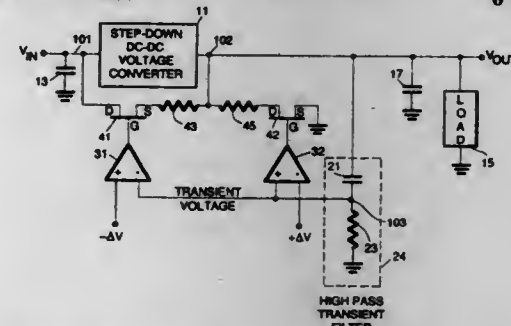 11
6
STEP-DOWN
DC-DC
VOLTAGE
CONVERTER
VIN
101
102
VOUT
13
17
LOAD
15
D S
G
41
43
45
D S
G
42
31
32
+ -
- +
21
TRANSIENT
VOLTAGE
103
23
-ΔV
+ΔV
24
HIGH PASS
TRANSIENT
FILTER